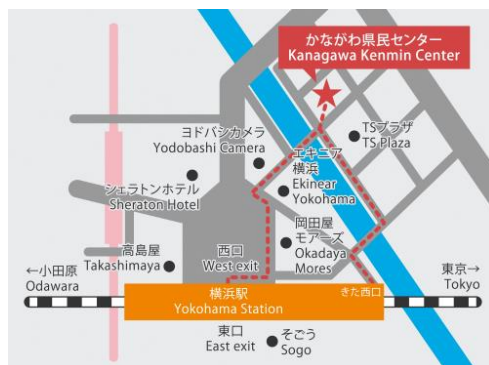 かながわ県民センター
Kanagawa Kenmin Center
ヨドバシカメラ
Yodobashi Camera
TSプラザ
TS Plaza
エキニア
横浜
Ekinear
Yokohama
シェラトンホテル
Sheraton Hotel
岡田屋
モアーズ
Okadaya
Mores
高島屋
Takashimaya
西口
West exit
←小田原
Odawara
東京→
Tokyo
横浜駅
Yokohama Station
きた西口
東口
East exit
そごう
Sogo